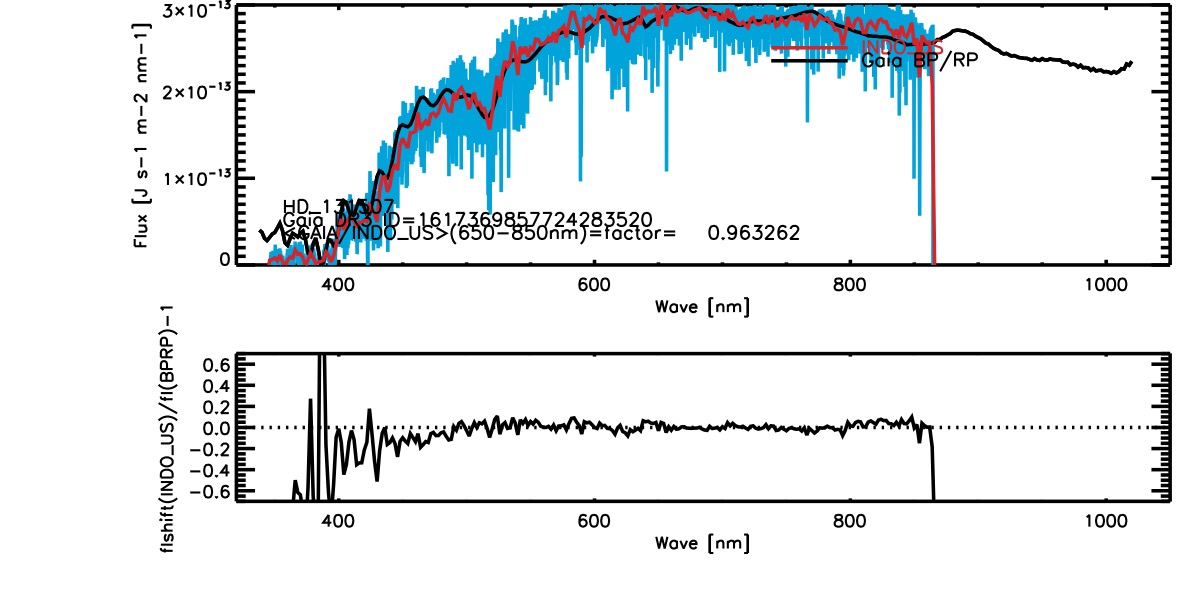 3×10−13
2×10−13
1×10−13
0
Flux [J s−1 m−2 nm−1]
INDO_US
Gaia BP/RP
Gaia DR3 ID=1617369857724283520
<GAIA/INDO_US>(650−850nm)=factor= 0.963262
400 600 800 1000
Wave [nm]
flshift(INDO_US)/fl(BPRP)−1
0.6
0.4
0.2
0.0
−0.2
−0.4
−0.6
400 600 800 1000
Wave [nm]